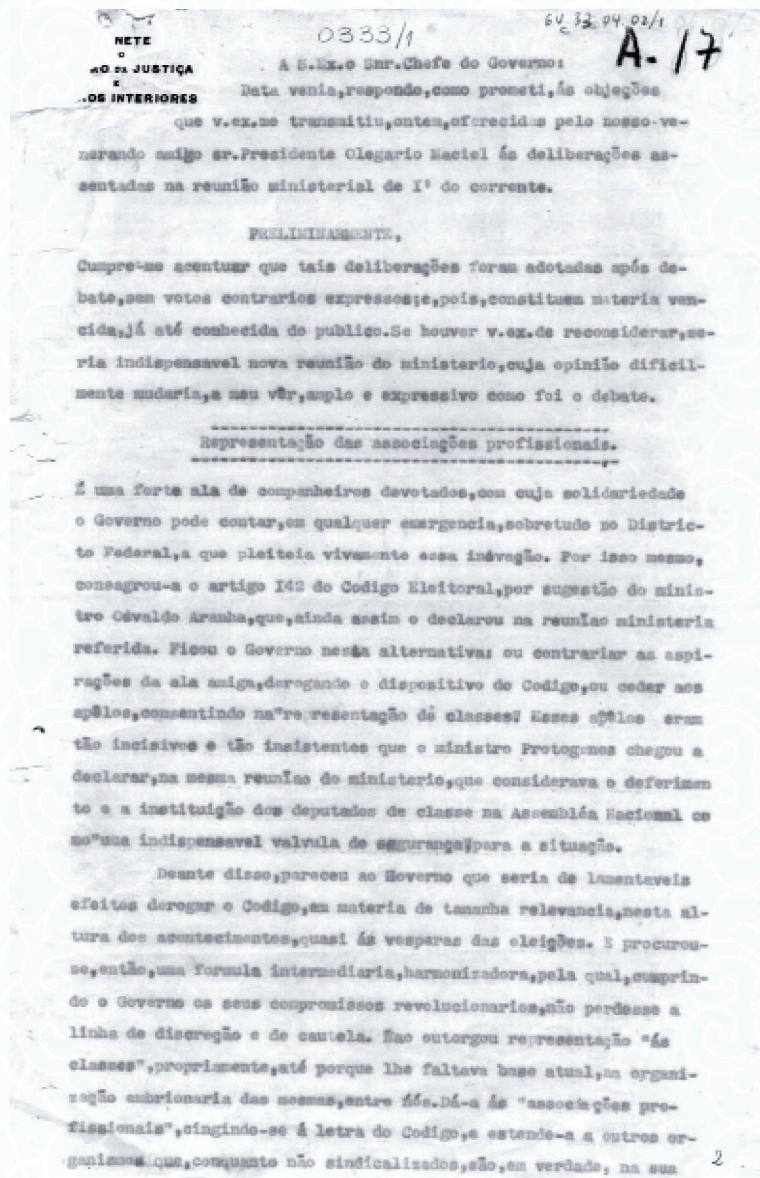 GV 33.04.02/1
c
0333/1
A-17
NETE
O
RO DA JUSTIÇA
E
OS INTERIORES
A S.Ex.o Snr.Chefe do Governo:
Data venia,respondo,como prometi,ás objeções
que v.ex.me transmitiu,ontem,oferecidas pelo nosso ve-
nerando amigo sr.Presidente Olegario Maciel ás deliberações as-
sentadas na reunião ministerial de Iº do corrente.
PRELIMINARMENTE,
Cumpre-me acentuar que tais deliberações foram adotadas após de-
bate,sem votos contrarios expressos;e,pois,constituem materia ven-
cida,já até conhecida do publico.Se houver v.ex.de reconsiderar,se-
ria indispensavel nova reunião do ministerio,cuja opinião dificil-
mente mudaria,a meu vêr,amplo e expressivo como foi o debate.
Representação das associações profissionais.
É uma forte ala de companheiros devotados,com cuja solidariedade
o Governo pode contar,em qualquer emergencia,sobretudo no Distric-
to Federal,a que pleiteia vivamente essa inóvação. Por isso mesmo,
consagrou-a o artigo I42 do Codigo Eleitoral,por sugestão do minis-
tro Osvaldo Aranha,que,ainda assim o declarou na reunião ministeria
referida. Ficou o Governo nesta alternativa: ou contrariar as aspi-
rações da ala amiga,derogando o dispositivo do Codigo,ou ceder aos
apêlos,consentindo na"representação de classes". Esses apêlos eram
tão incisivos e tão insistentes que o ministro Protogenes chegou a
declarar,na mesma reunião do ministerio,que considerava o deferimen
to e a instituição dos deputados de classe na Assembléa Nacional co
mo"uma indispensavel valvula de segurança"para a situação.
Deante disso,pareceu ao Governo que seria de lamentaveis
efeitos derogar o Codigo,em materia de tamanha relevancia,nesta al-
tura dos acontecimentos,quasi ás vesperas das eleições. E procurou-
se,então,uma formula intermediaria,harmonizadora,pela qual,cumprin-
do o Governo os seus compromissos revolucionarios,não perdesse a
linha de discreção e de cautela. Nao outorgou representação "ás
classes",propriamente,até porque lhe faltava base atual,na organi-
zação embrionaria das mesmas,entre nós.Dá-a ás "associações pro-
fissionais",cingindo-se á letra do Codigo,e estende-a a outros or-
ganismos que,conquanto não sindicalizados,são,em verdade, na sua
2